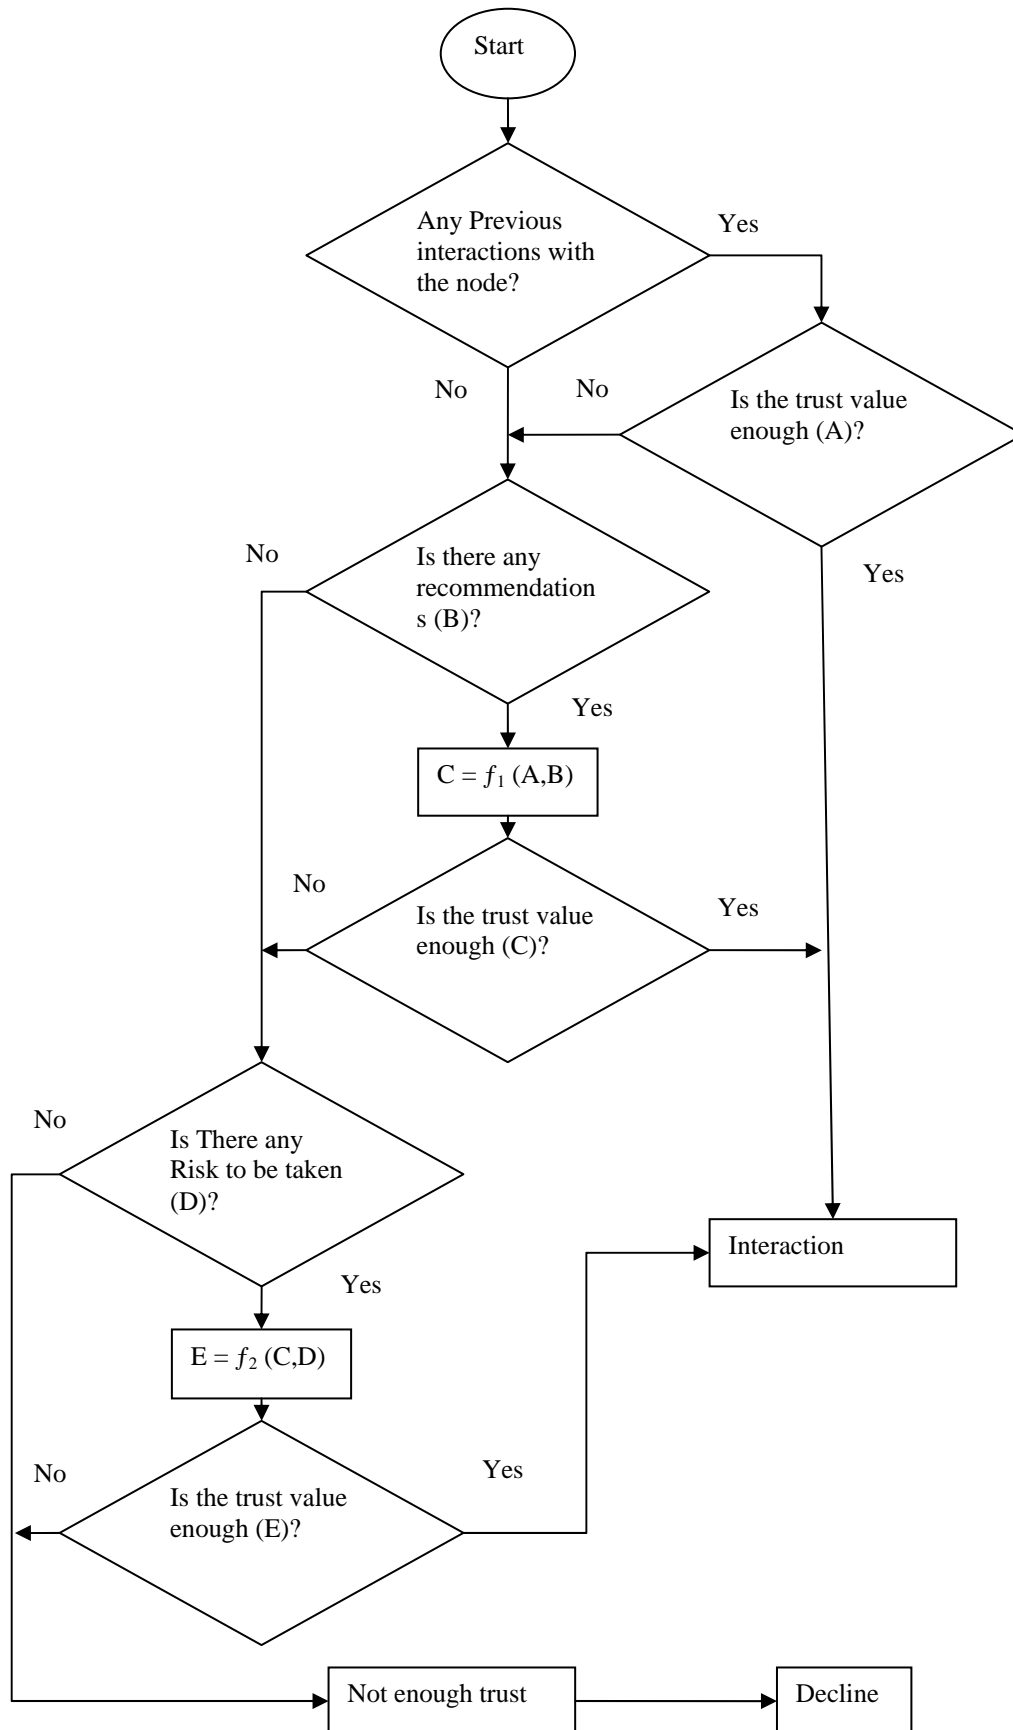 Start
Any Previous
interactions with
the node?
Yes
No
No
Is the trust value
enough (A)?
No
Is there any
recommendation
s (B)?
Yes
Yes
C = f₁ (A,B)
No
Is the trust value
enough (C)?
Yes
No
Is There any
Risk to be taken
(D)?
Interaction
Yes
E = f₂ (C,D)
No
Is the trust value
enough (E)?
Yes
Not enough trust
Decline